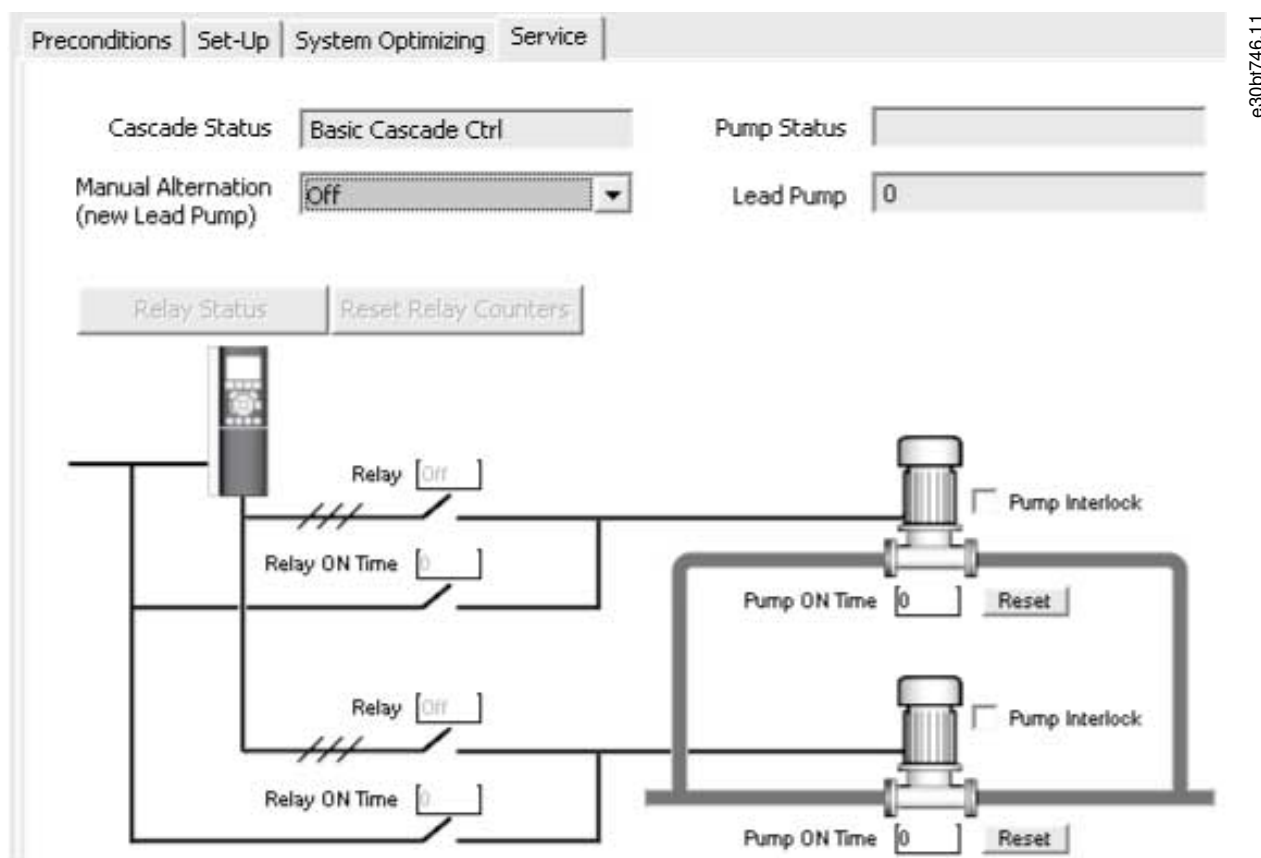 Preconditions Set-Up System Optimizing Service
e30bt746.11
Cascade Status Basic Cascade Ctrl Pump Status
Manual Alternation
(new Lead Pump) Off Lead Pump 0
Relay Status Reset Relay Counters
Relay Off
Pump Interlock
Relay ON Time 0
Pump ON Time 0 Reset
Relay Off
Pump Interlock
Relay ON Time 0
Pump ON Time 0 Reset